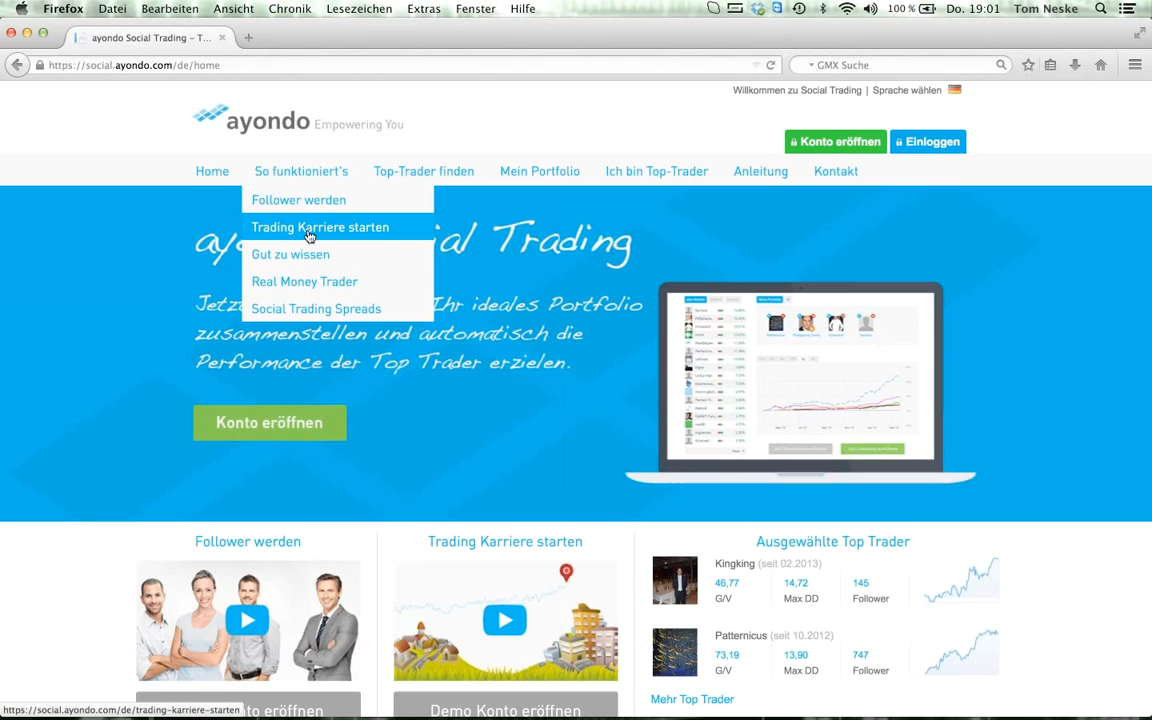 Firefox Datei Bearbeiten Ansicht Chronik Lesezeichen Extras Fenster Hilfe 100 % Do. 19:01 Tom Neske
ayondo Social Trading – T...
https://social.ayondo.com/de/home
GMX Suche
Willkommen zu Social Trading | Sprache wählen
ayondo Empowering You
Konto eröffnen Einloggen
Home So funktioniert's Top-Trader finden Mein Portfolio Ich bin Top-Trader Anleitung Kontakt
Follower werden
Trading Karriere starten
Gut zu wissen
Real Money Trader
Social Trading Spreads
Trading
Ihr ideales Portfolio
zusammenstellen und automatisch die
Performance der Top Trader erzielen.
Konto eröffnen
Follower werden
Trading Karriere starten
Ausgewählte Top Trader
Kingking (seit 02.2013)
46,77 14,72 145
G/V Max DD Follower
Patternicus (seit 10.2012)
73,19 13,90 747
G/V Max DD Follower
Mehr Top Trader
Demo Konto eröffnen
https://social.ayondo.com/de/trading-karriere-starten